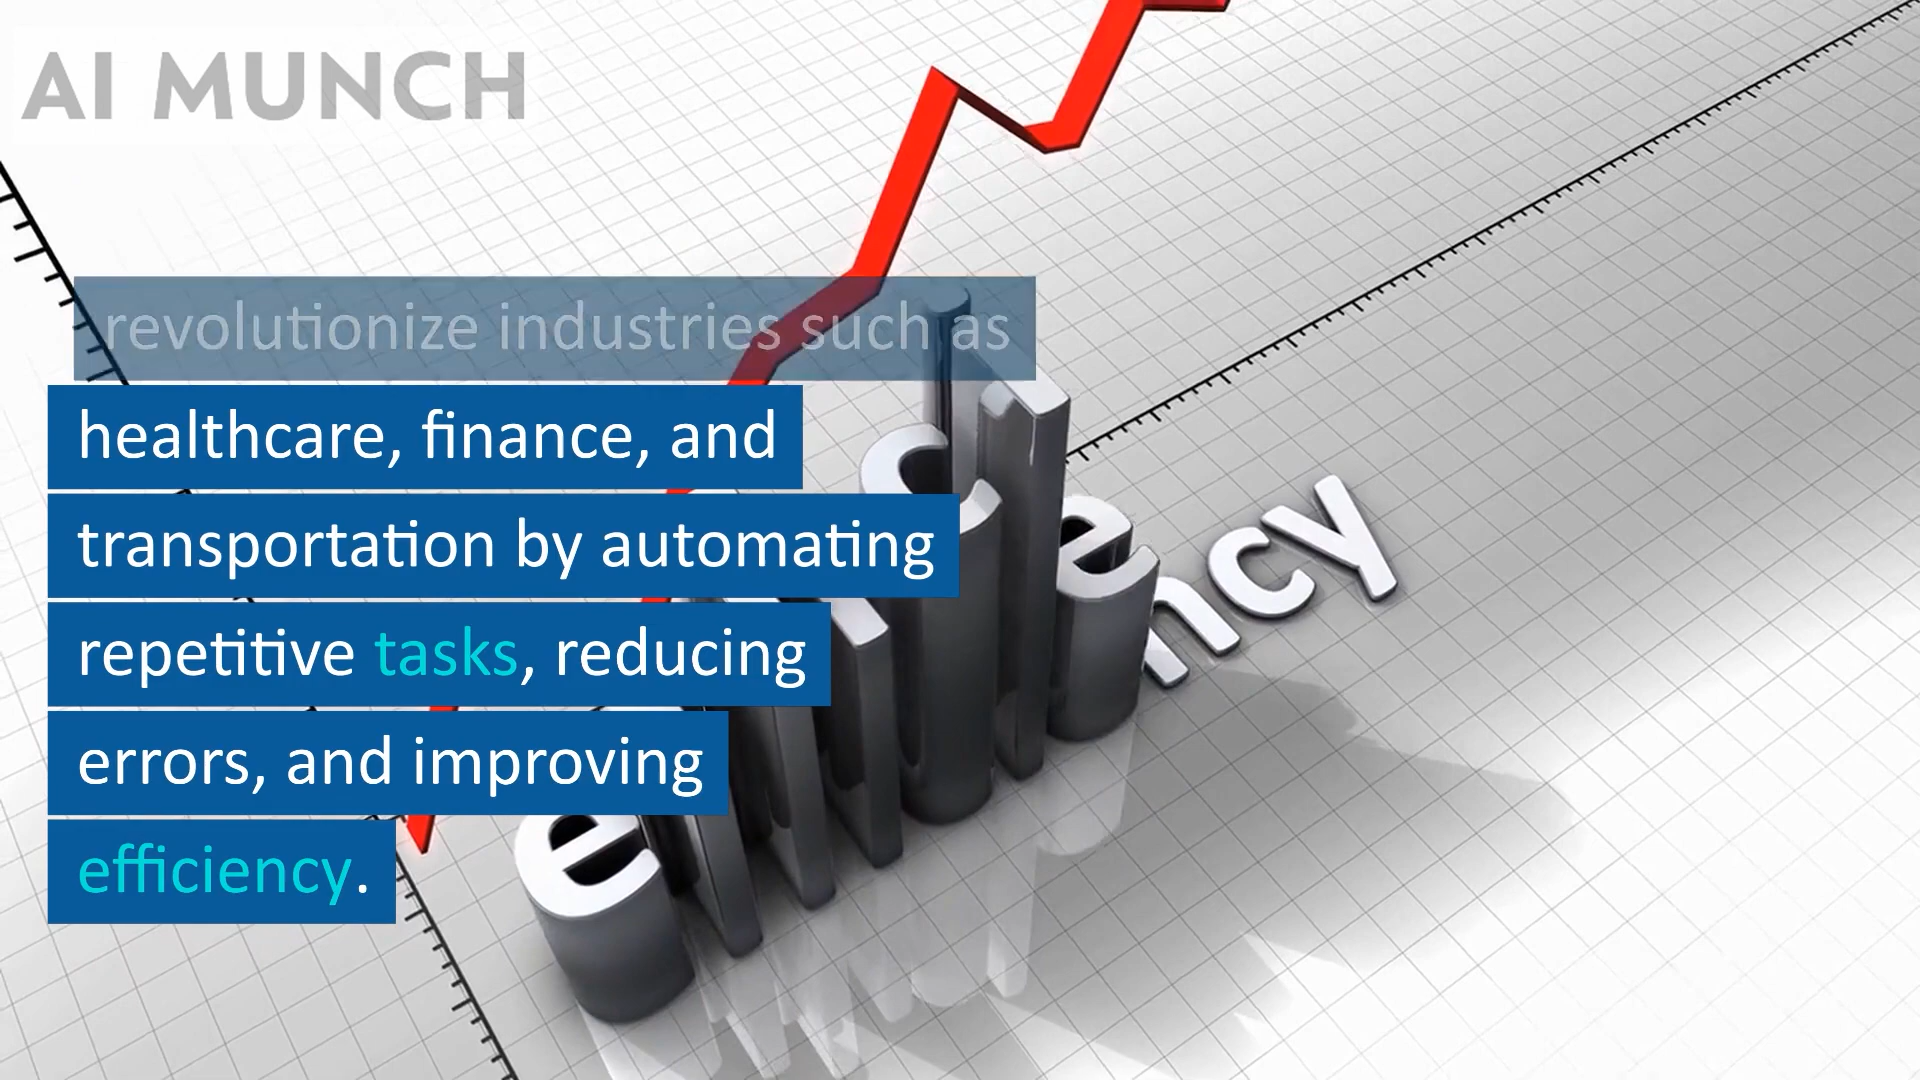 AI MUNCH
revolutionize industries such as
healthcare, finance, and
transportation by automating
repetitive tasks, reducing
errors, and improving
efficiency.
efficiency